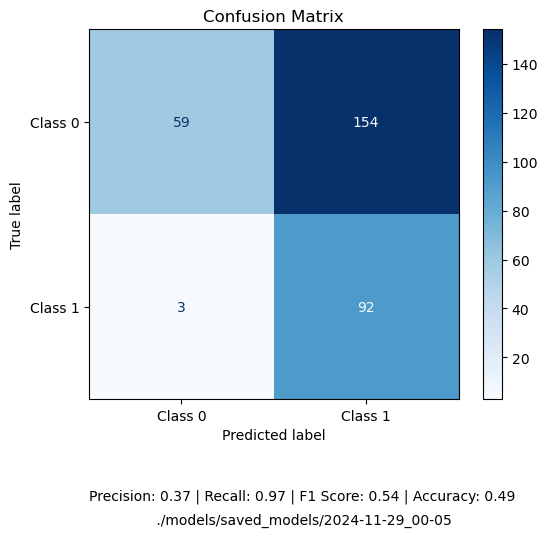 Confusion Matrix
Class 0
59
154
140
120
100
80
60
40
20
True label
Class 1
3
92
Class 0
Class 1
Predicted label
Precision: 0.37 | Recall: 0.97 | F1 Score: 0.54 | Accuracy: 0.49
./models/saved_models/2024-11-29_00-05